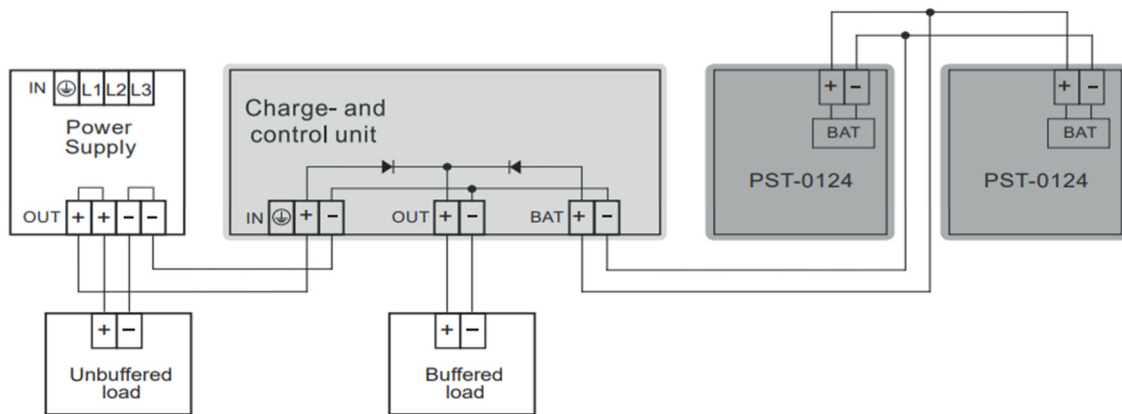 IN ⏚ L1 L2 L3
Power
Supply
OUT + + − −
Charge- and
control unit
IN ⏚ + −
OUT + −
BAT + −
+ −
BAT
PST-0124
+ −
BAT
PST-0124
+ −
Unbuffered
load
+ −
Buffered
load